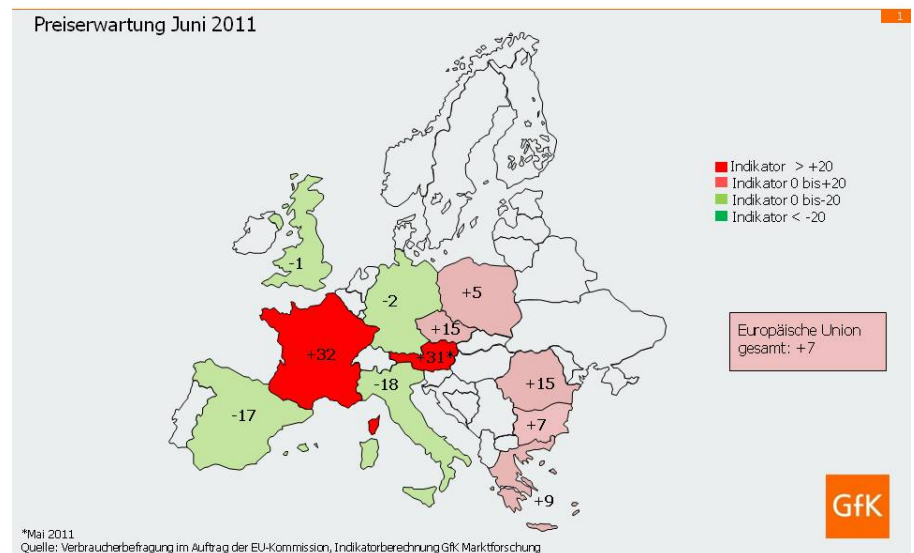 Preiserwartung Juni 2011
1
Indikator > +20
Indikator 0 bis+20
Indikator 0 bis-20
Indikator < -20
-1
-2
+5
+15
Europäische Union
gesamt: +7
+32
+31*
-18
+15
-17
+7
+9
GfK
*Mai 2011
Quelle: Verbraucherbefragung im Auftrag der EU-Kommission, Indikatorberechnung GfK Marktforschung